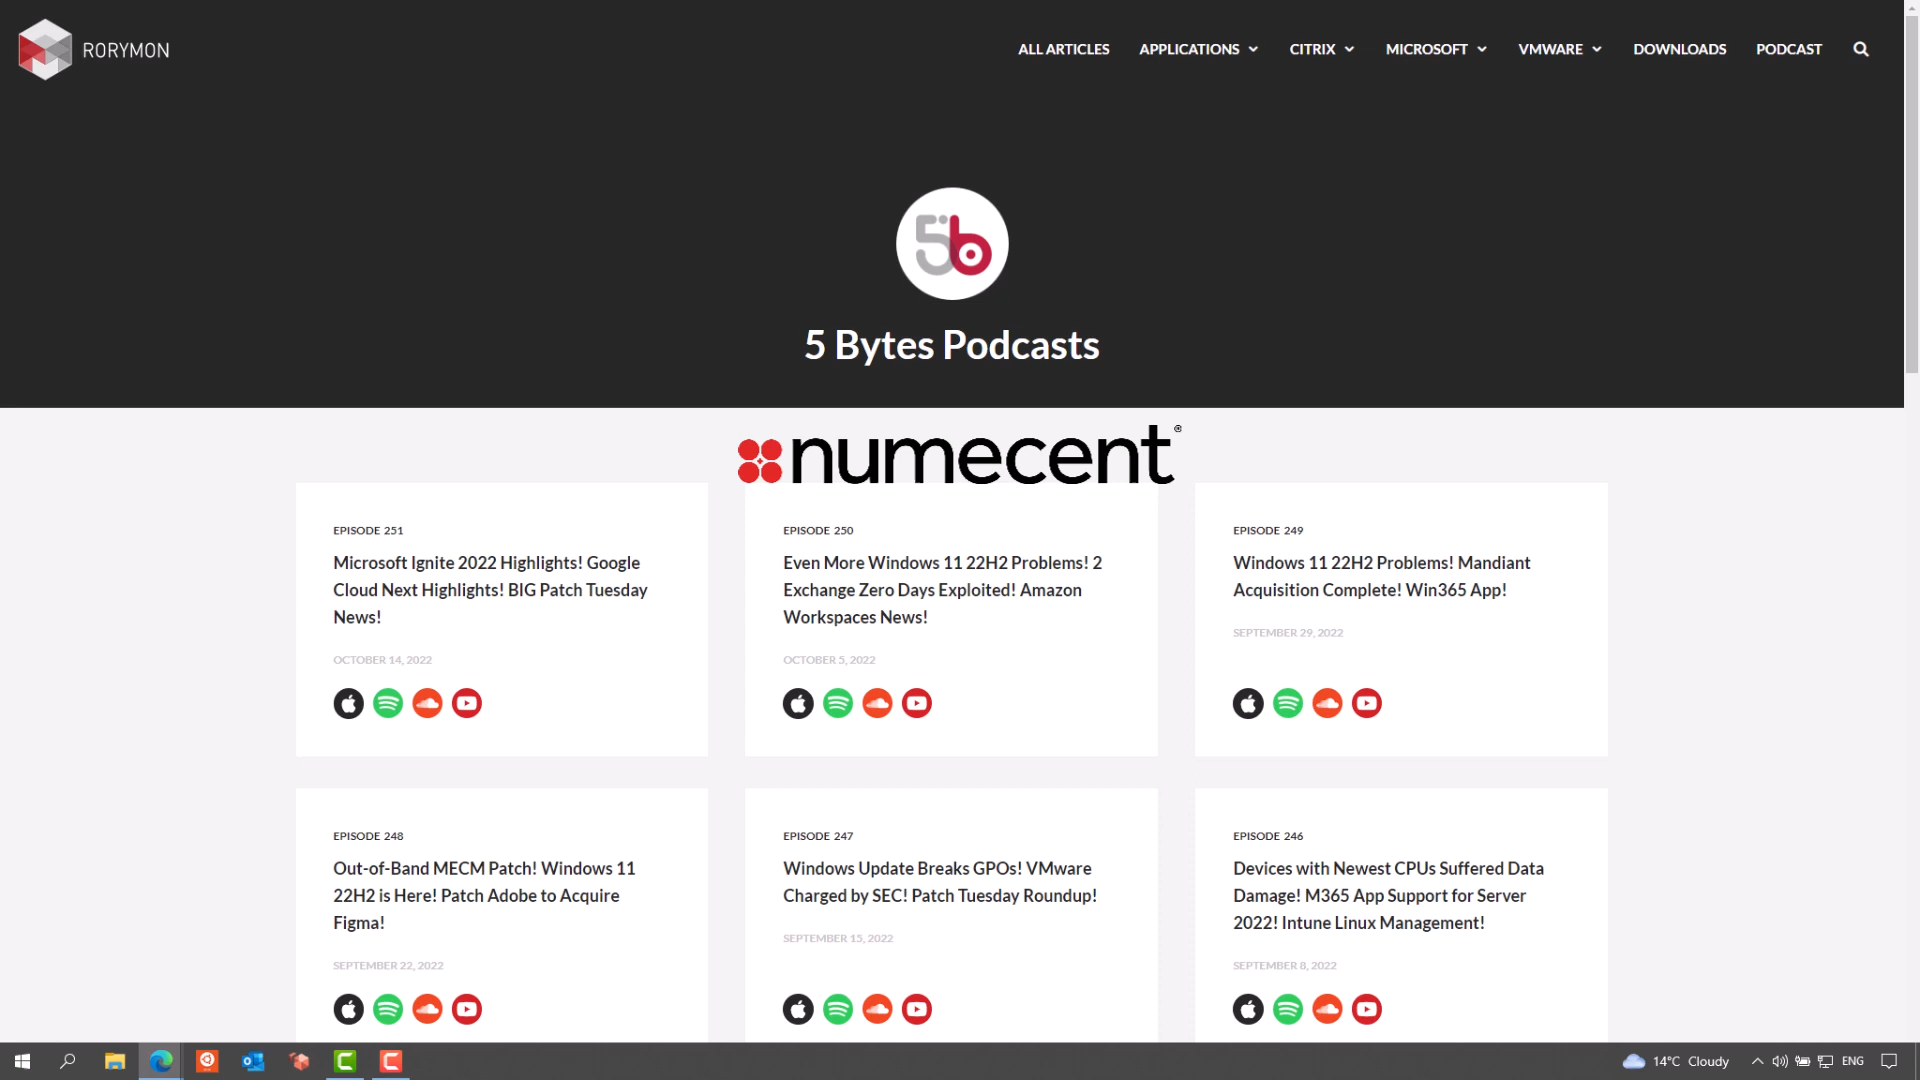 RORYMON
ALL ARTICLES APPLICATIONS CITRIX MICROSOFT VMWARE DOWNLOADS PODCAST
5b
5 Bytes Podcasts
numecent®
EPISODE 251
Microsoft Ignite 2022 Highlights! Google
Cloud Next Highlights! BIG Patch Tuesday
News!
OCTOBER 14, 2022
EPISODE 250
Even More Windows 11 22H2 Problems! 2
Exchange Zero Days Exploited! Amazon
Workspaces News!
OCTOBER 5, 2022
EPISODE 249
Windows 11 22H2 Problems! Mandiant
Acquisition Complete! Win365 App!
SEPTEMBER 29, 2022
EPISODE 248
Out-of-Band MECM Patch! Windows 11
22H2 is Here! Patch Adobe to Acquire
Figma!
SEPTEMBER 22, 2022
EPISODE 247
Windows Update Breaks GPOs! VMware
Charged by SEC! Patch Tuesday Roundup!
SEPTEMBER 15, 2022
EPISODE 246
Devices with Newest CPUs Suffered Data
Damage! M365 App Support for Server
2022! Intune Linux Management!
SEPTEMBER 8, 2022
14°C Cloudy ENG